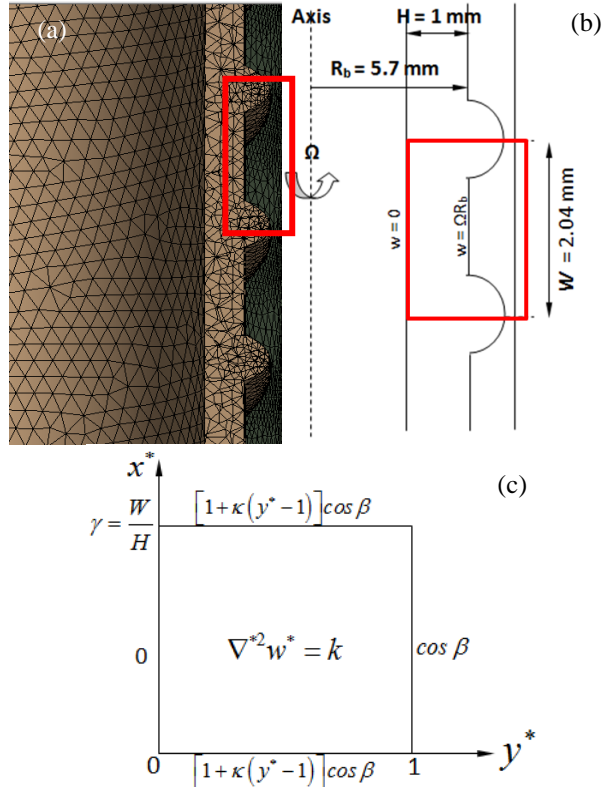 (a)
Axis
H = 1 mm
(b)
R_b = 5.7 mm
Ω
w = 0
w = ΩR_b
W = 2.04 mm
(c)
x^*
γ = W/H
[1+κ(y^*−1)]cos β
0
∇^{*2}w^* = k
cos β
0
[1+κ(y^*−1)]cos β
1
y^*